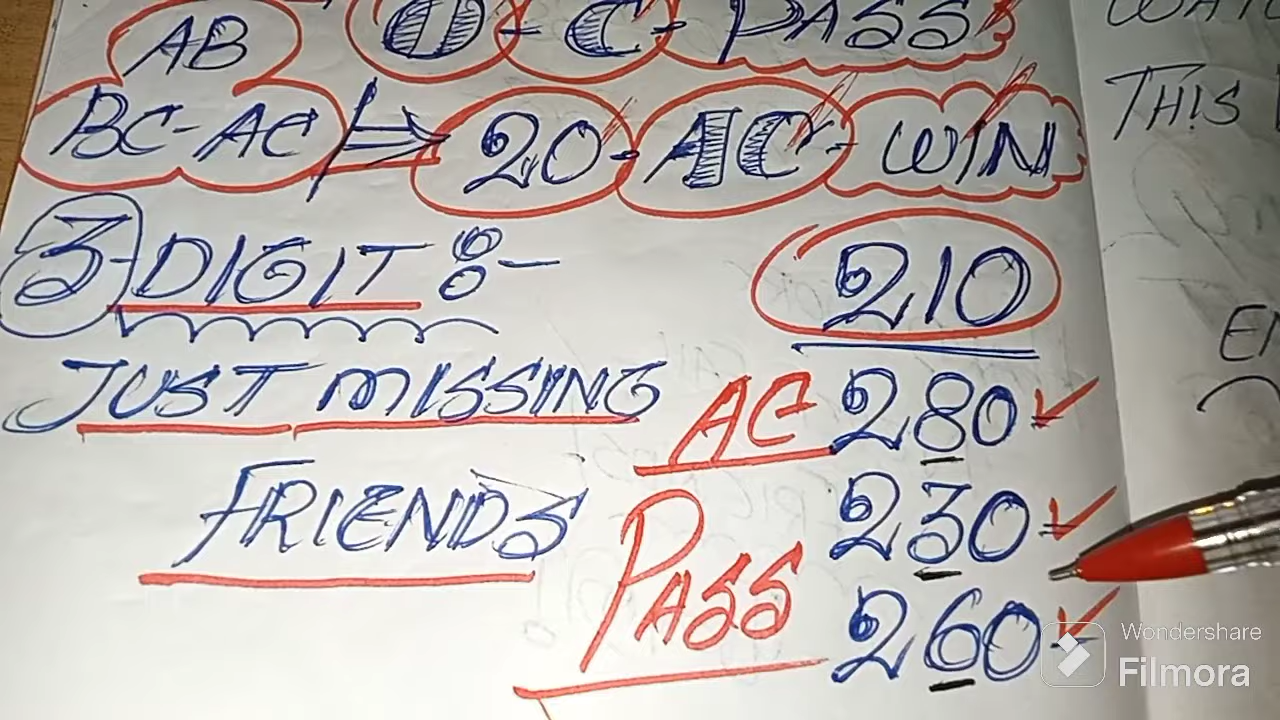 AB 0-C-PASS
BC-AC ⇒ 20-AC-WIN
3-DIGIT :- 210
JUST MISSING AC 280
FRIENDS PASS 230
260
THIS
Wondershare
Filmora